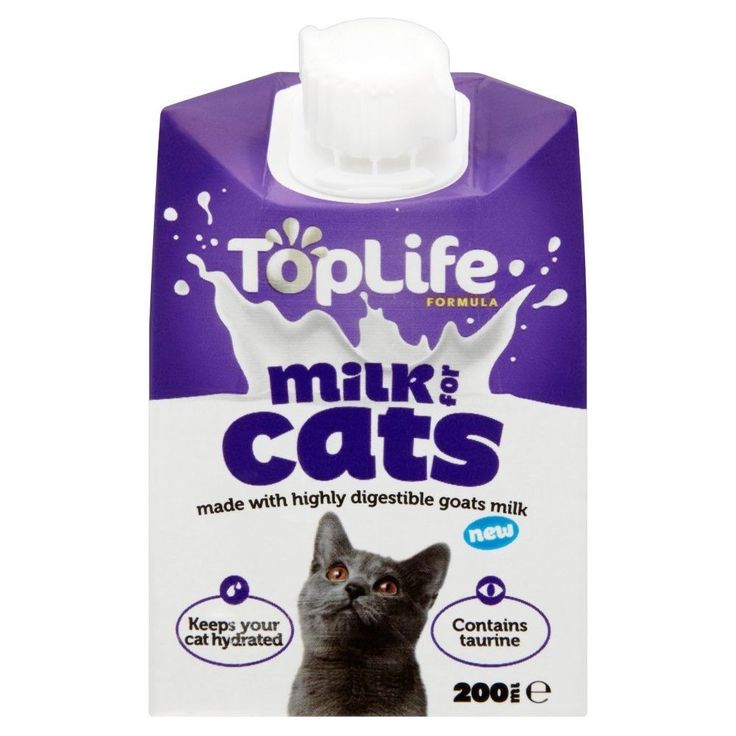 TopLife
FORMULA
milk for
cats
made with highly digestible goats milk
new
Keeps your
cat hydrated
Contains
taurine
200ml e